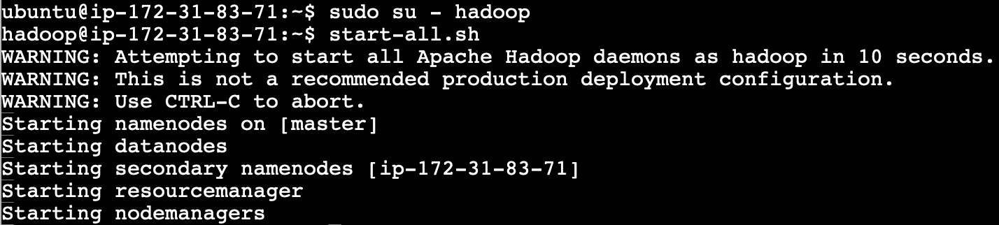 ubuntu@ip-172-31-83-71:~$ sudo su - hadoop
hadoop@ip-172-31-83-71:~$ start-all.sh
WARNING: Attempting to start all Apache Hadoop daemons as hadoop in 10 seconds.
WARNING: This is not a recommended production deployment configuration.
WARNING: Use CTRL-C to abort.
Starting namenodes on [master]
Starting datanodes
Starting secondary namenodes [ip-172-31-83-71]
Starting resourcemanager
Starting nodemanagers